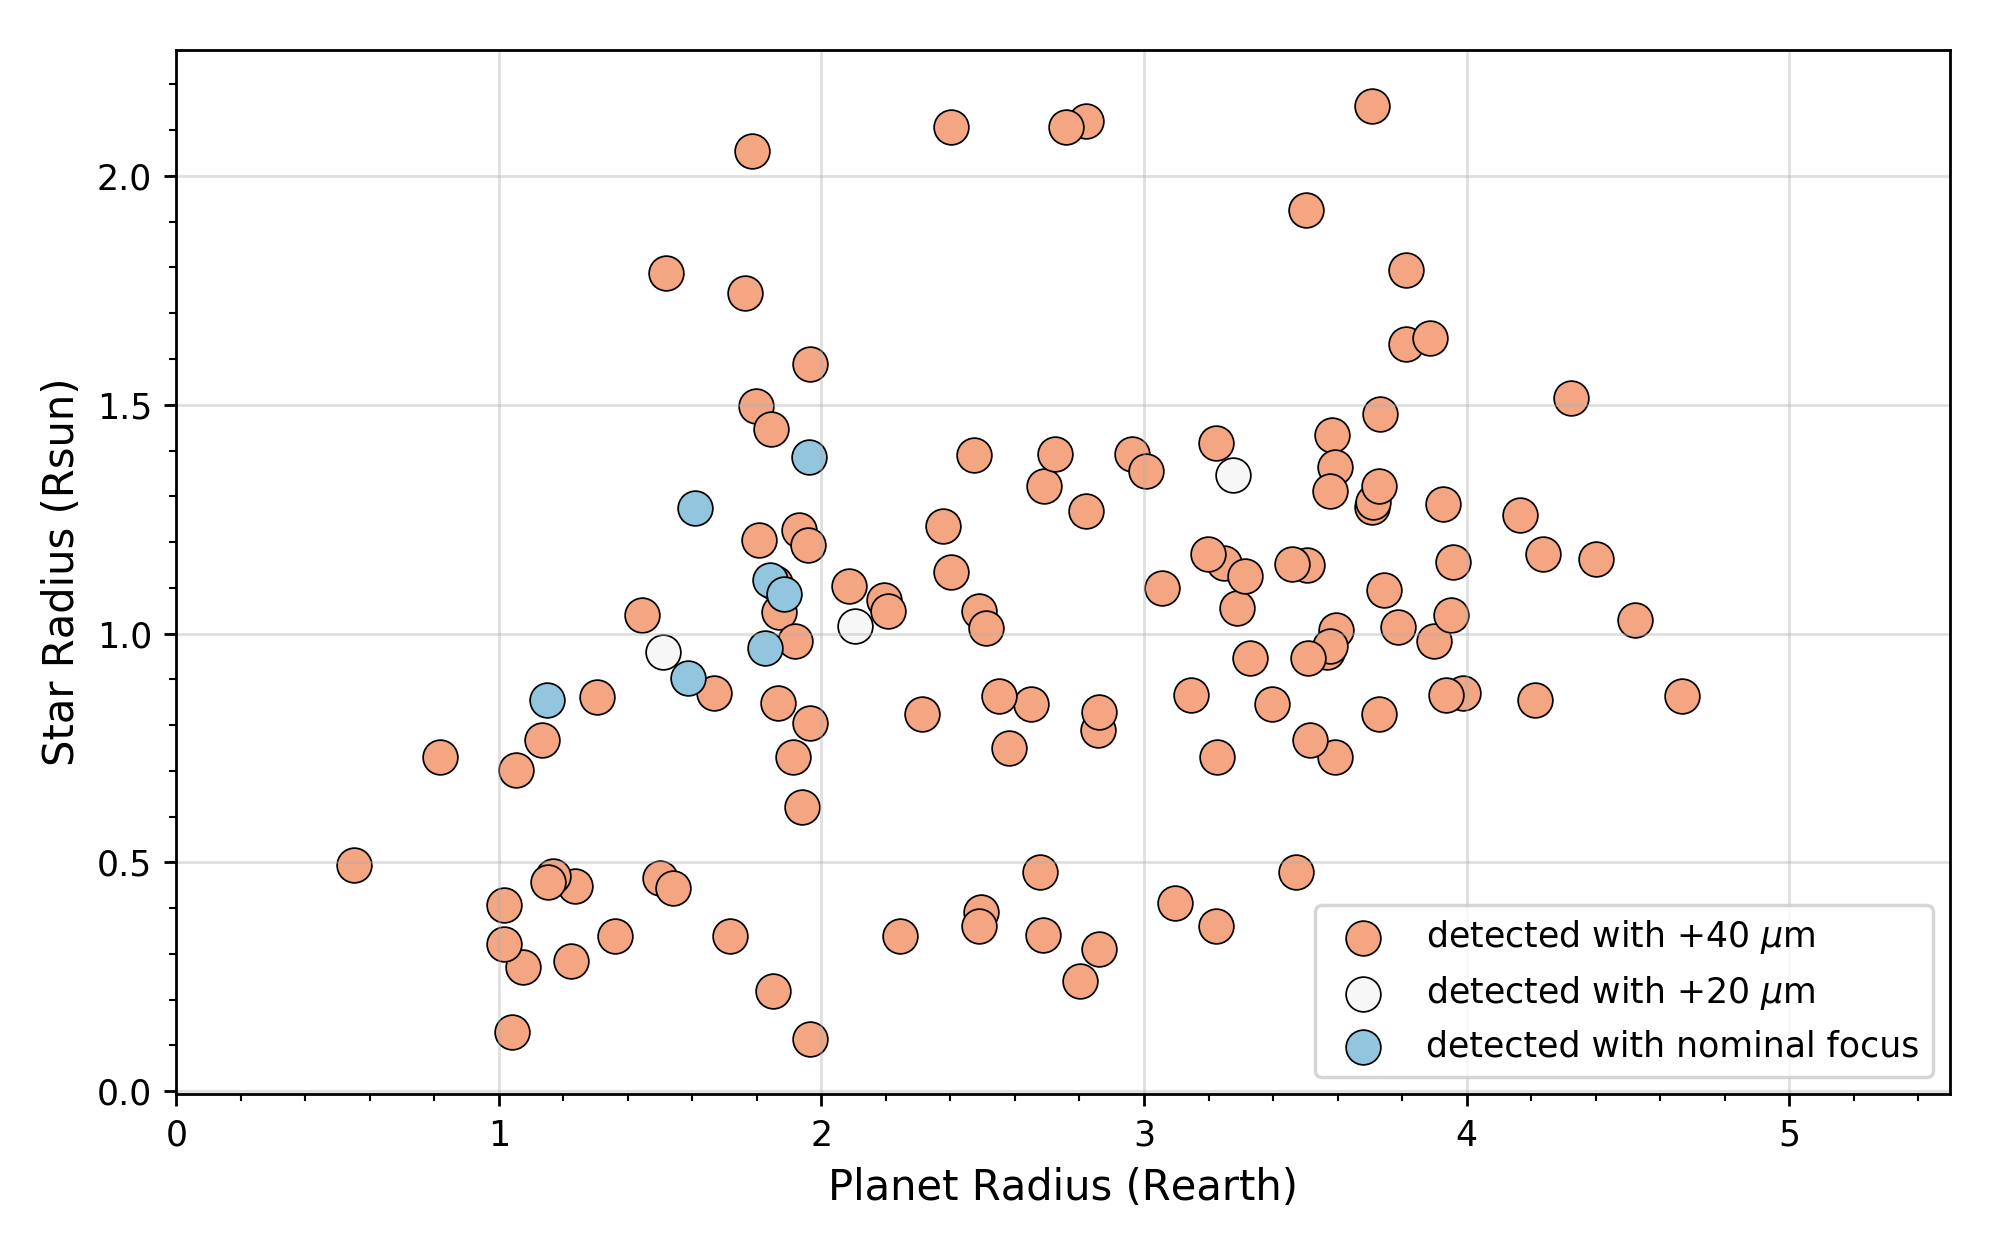 2.0
1.5
1.0
0.5
0.0
Star Radius (Rsun)
0 1 2 3 4 5
Planet Radius (Rearth)
detected with +40 μm
detected with +20 μm
detected with nominal focus